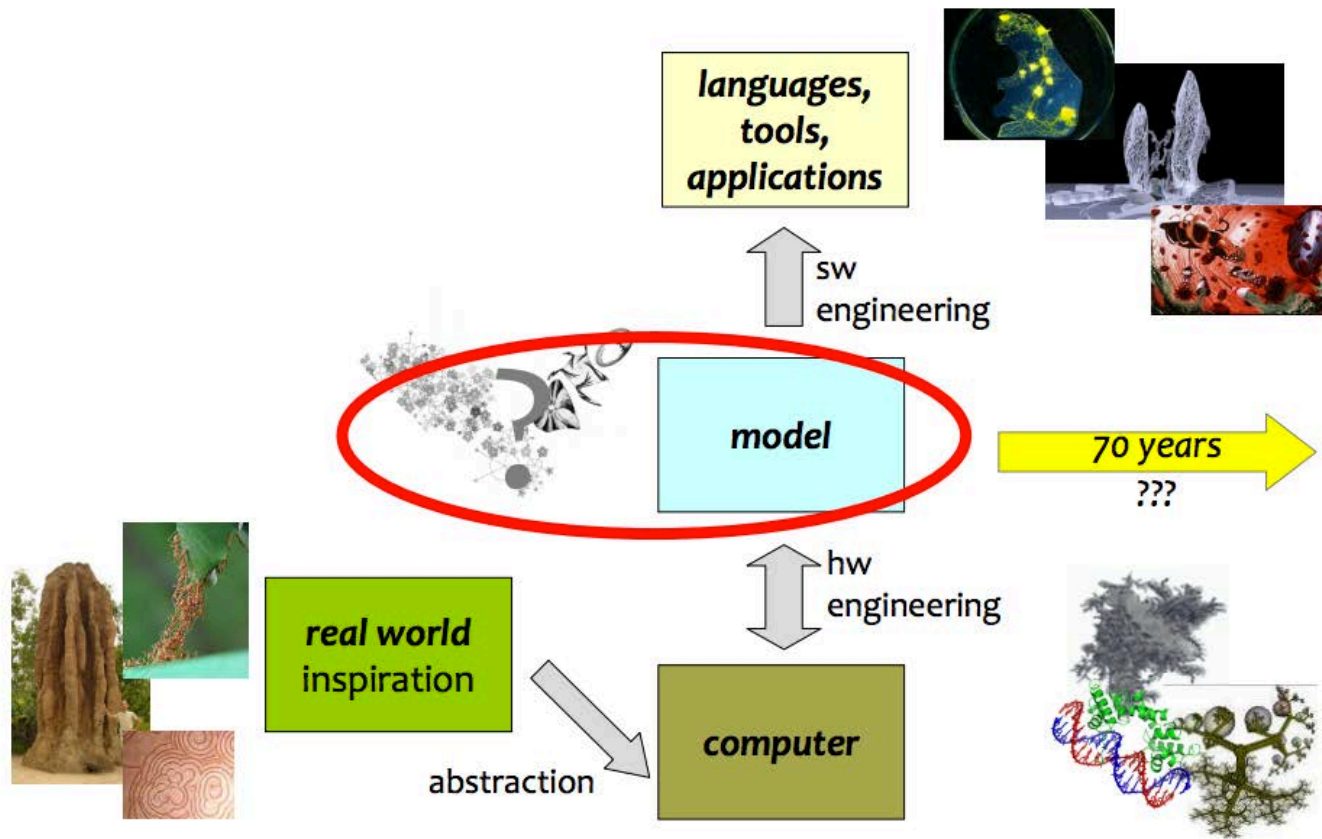 languages,
tools,
applications
sw
engineering
?
model
70 years
???
hw
engineering
real world
inspiration
computer
abstraction